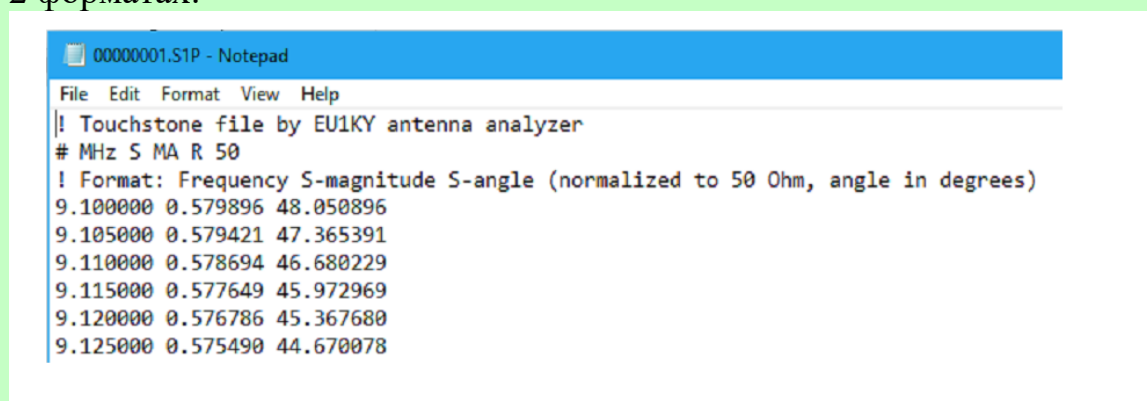 2 форматах.
00000001.S1P - Notepad
File Edit Format View Help
! Touchstone file by EU1KY antenna analyzer
# MHz S MA R 50
! Format: Frequency S-magnitude S-angle (normalized to 50 Ohm, angle in degrees)
9.100000 0.579896 48.050896
9.105000 0.579421 47.365391
9.110000 0.578694 46.680229
9.115000 0.577649 45.972969
9.120000 0.576786 45.367680
9.125000 0.575490 44.670078